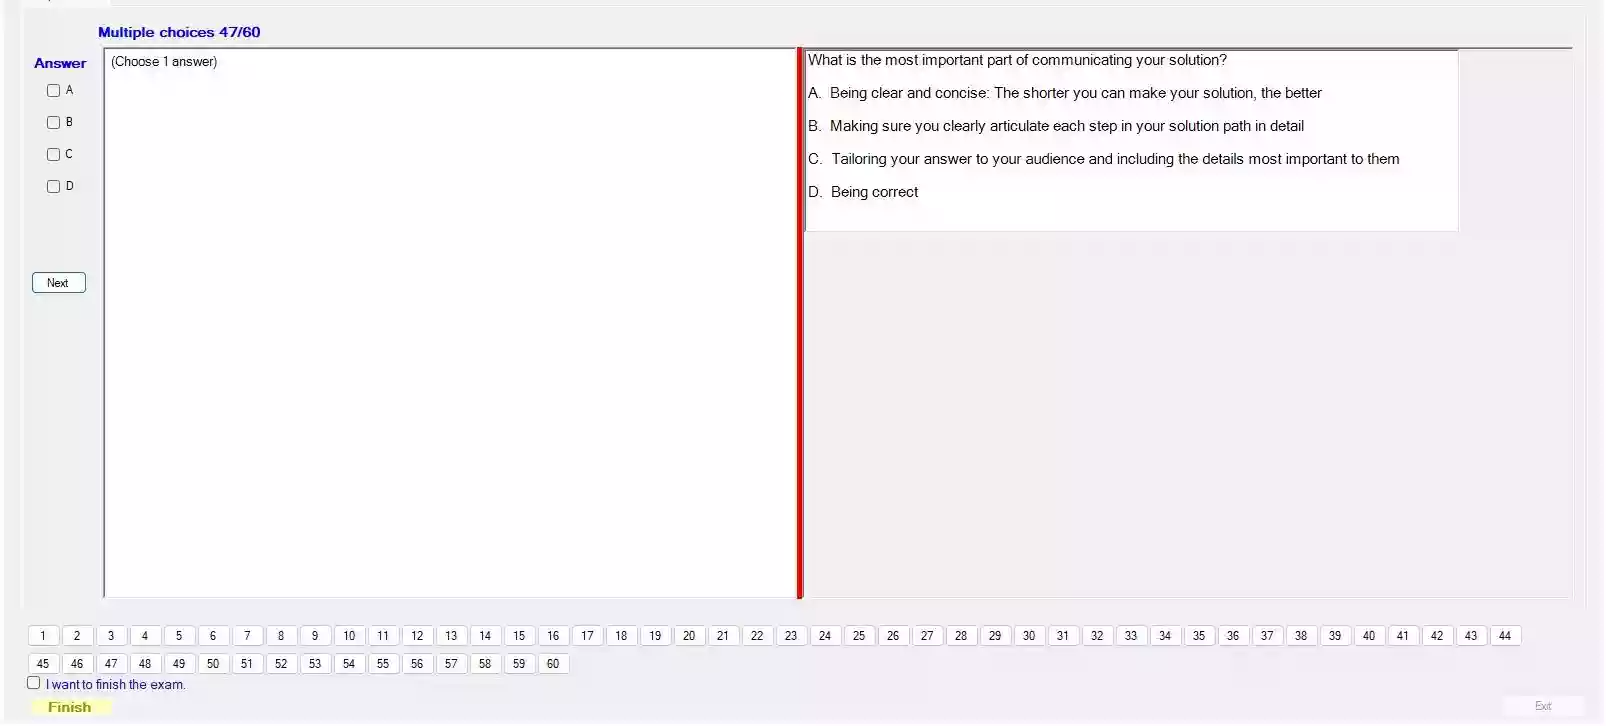 Multiple choices 47/60
Answer
(Choose 1 answer)
A
B
C
D
Next
What is the most important part of communicating your solution?
A. Being clear and concise: The shorter you can make your solution, the better
B. Making sure you clearly articulate each step in your solution path in detail
C. Tailoring your answer to your audience and including the details most important to them
D. Being correct
1 2 3 4 5 6 7 8 9 10 11 12 13 14 15 16 17 18 19 20 21 22 23 24 25 26 27 28 29 30 31 32 33 34 35 36 37 38 39 40 41 42 43 44
45 46 47 48 49 50 51 52 53 54 55 56 57 58 59 60
I want to finish the exam.
Finish
Exit